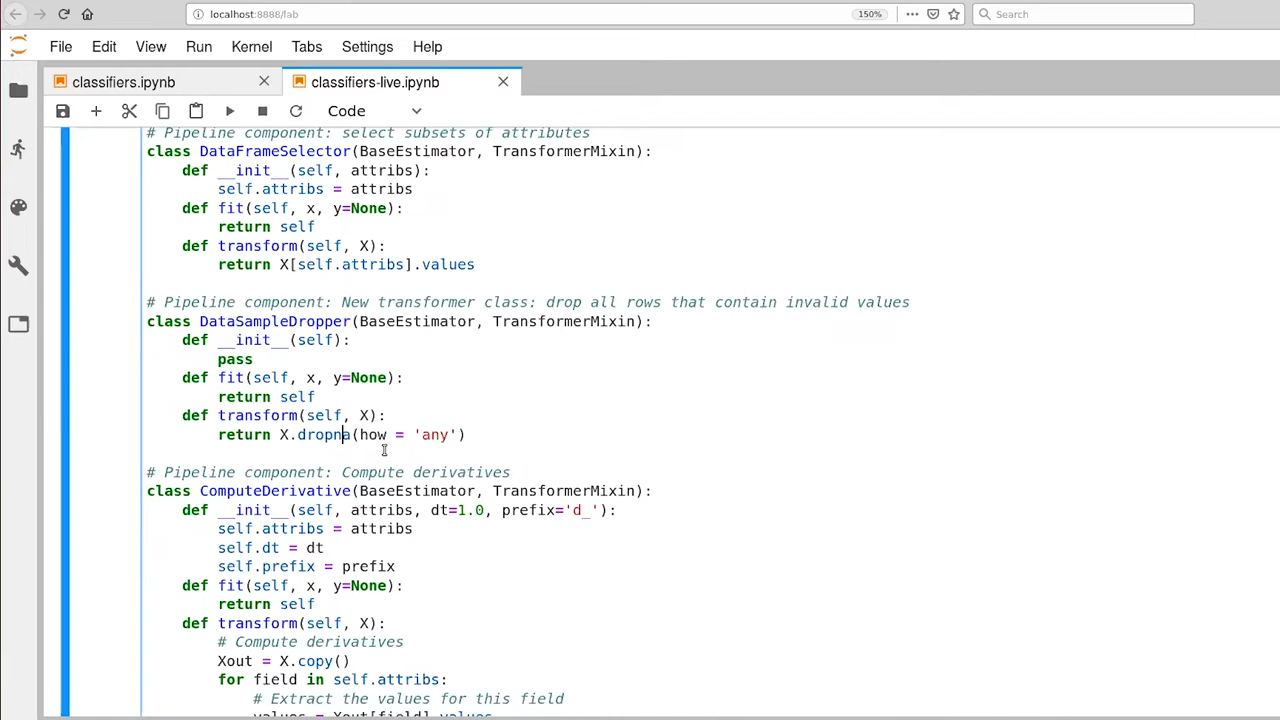 localhost:8888/lab
150%
Search
File Edit View Run Kernel Tabs Settings Help
classifiers.ipynb
classifiers-live.ipynb
Code
# Pipeline component: select subsets of attributes
class DataFrameSelector(BaseEstimator, TransformerMixin):
    def __init__(self, attribs):
        self.attribs = attribs
    def fit(self, x, y=None):
        return self
    def transform(self, X):
        return X[self.attribs].values
# Pipeline component: New transformer class: drop all rows that contain invalid values
class DataSampleDropper(BaseEstimator, TransformerMixin):
    def __init__(self):
        pass
    def fit(self, x, y=None):
        return self
    def transform(self, X):
        return X.dropna(how = 'any')
# Pipeline component: Compute derivatives
class ComputeDerivative(BaseEstimator, TransformerMixin):
    def __init__(self, attribs, dt=1.0, prefix='d_'):
        self.attribs = attribs
        self.dt = dt
        self.prefix = prefix
    def fit(self, x, y=None):
        return self
    def transform(self, X):
        # Compute derivatives
        Xout = X.copy()
        for field in self.attribs:
            # Extract the values for this field
            values = Xout[field].values